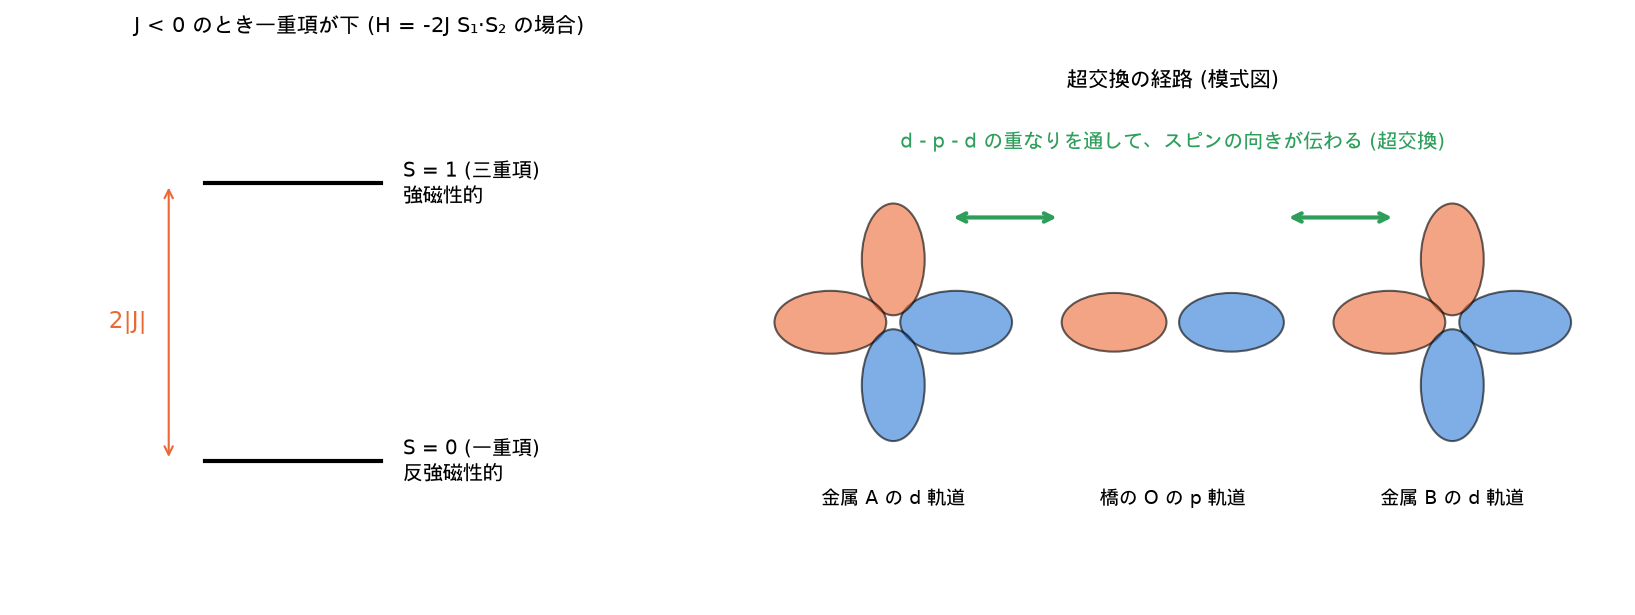 J < 0 のとき一重項が下 (H = -2J S₁·S₂ の場合)
S = 1 (三重項)
強磁性的
2|J|
S = 0 (一重項)
反強磁性的
超交換の経路 (模式図)
d - p - d の重なりを通して、スピンの向きが伝わる (超交換)
金属 A の d 軌道
橋の O の p 軌道
金属 B の d 軌道